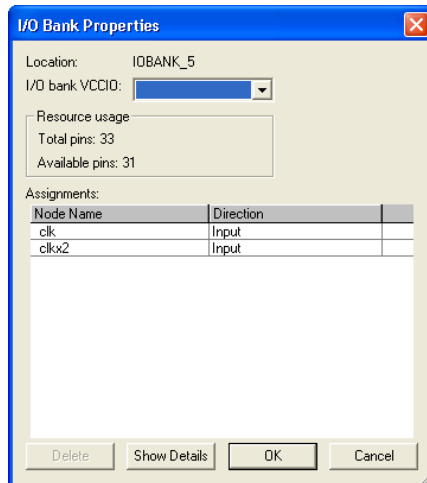 I/O Bank Properties
Location: IOBANK_5
I/O bank VCCIO:
Resource usage
Total pins: 33
Available pins: 31
Assignments:
Node Name Direction
clk Input
clkx2 Input
Delete Show Details OK Cancel